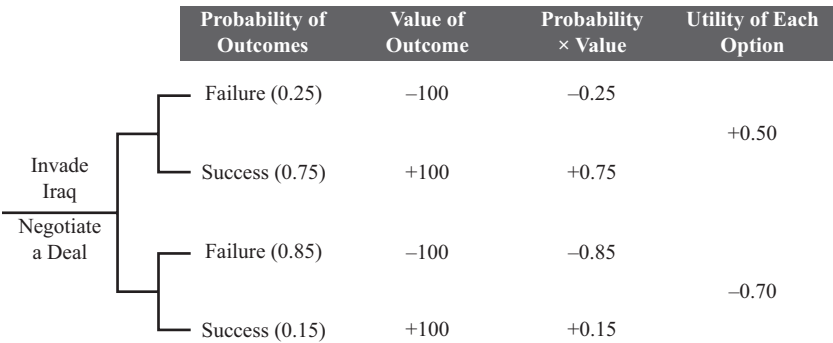 Probability of Outcomes Value of Outcome Probability × Value Utility of Each Option
Failure (0.25) –100 –0.25
+0.50
Invade
Iraq
Success (0.75) +100 +0.75
Negotiate
a Deal
Failure (0.85) –100 –0.85
–0.70
Success (0.15) +100 +0.15